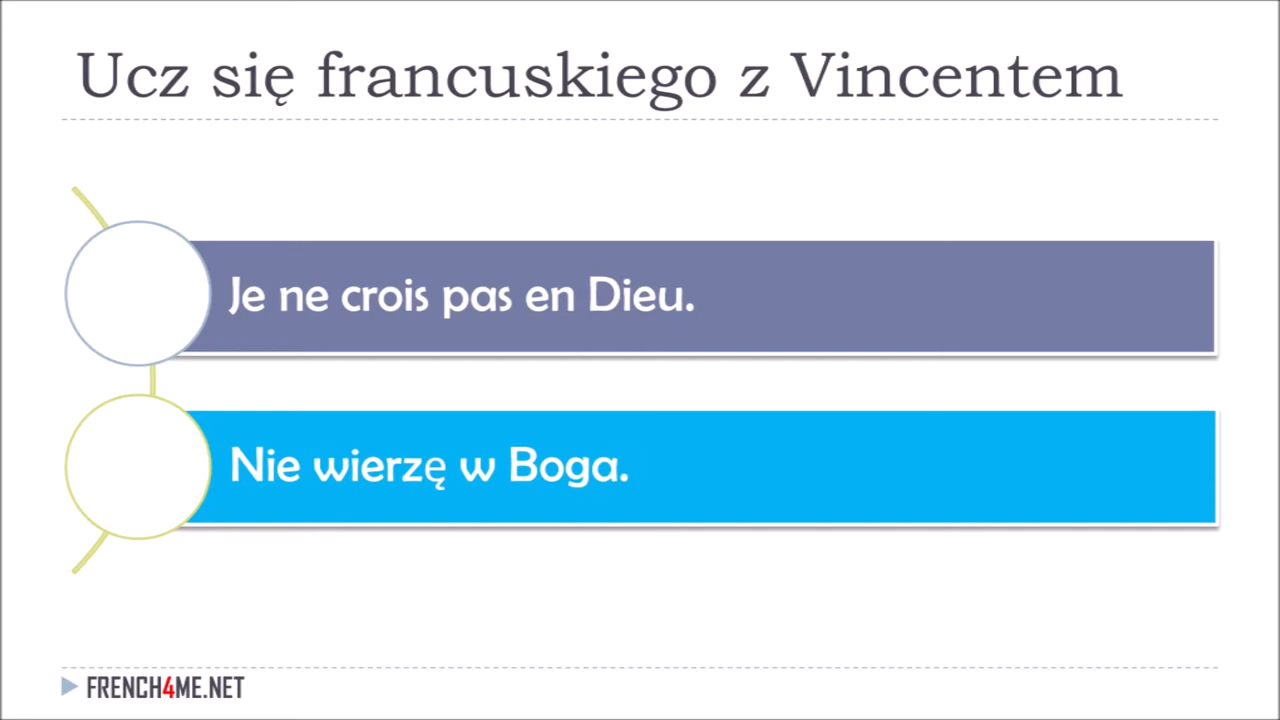 Ucz się francuskiego z Vincentem
Je ne crois pas en Dieu.
Nie wierzę w Boga.
FRENCH4ME.NET